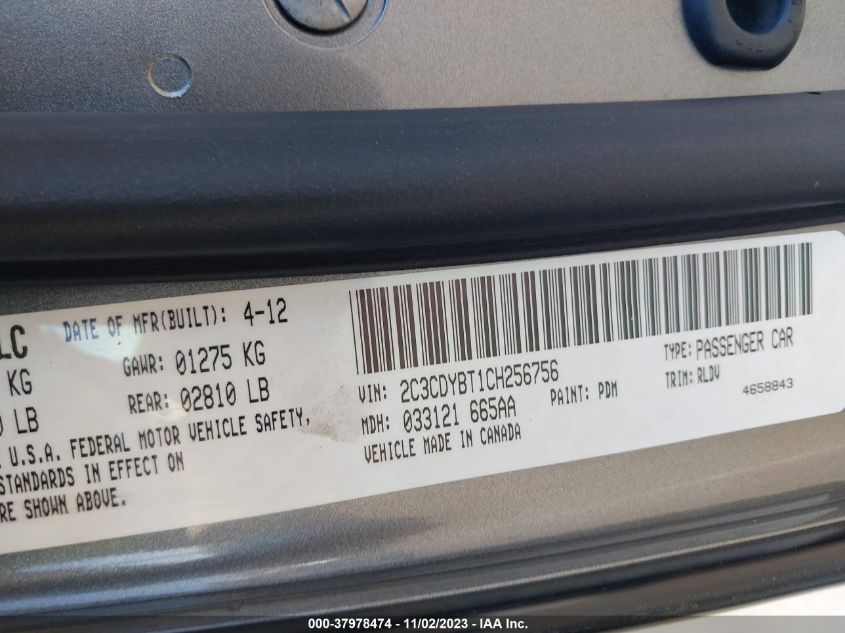 LC
DATE OF MFR(BUILT): 4-12
KG
GAWR: 01275 KG
LB
REAR: 02810 LB
U.S.A. FEDERAL MOTOR VEHICLE SAFETY,
STANDARDS IN EFFECT ON
RE SHOWN ABOVE.
VIN: 2C3CDYBT1CH256756
TYPE: PASSENGER CAR
MDH: 033121 665AA
PAINT: PDM
TRIM: RLDV
VEHICLE MADE IN CANADA
4658843
000-37978474 - 11/02/2023 - IAA Inc.